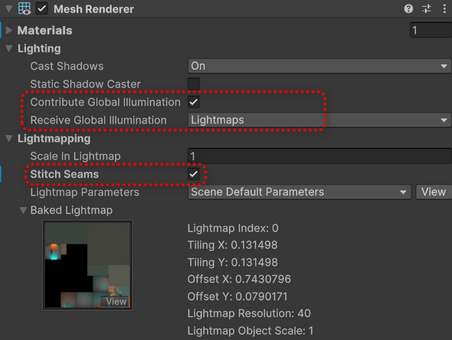 Mesh Renderer
Materials 1
Lighting
Cast Shadows On
Static Shadow Caster
Contribute Global Illumination
Receive Global Illumination Lightmaps
Lightmapping
Scale In Lightmap 1
Stitch Seams
Lightmap Parameters Scene Default Parameters View
Baked Lightmap
Lightmap Index: 0
Tiling X: 0.131498
Tiling Y: 0.131498
Offset X: 0.7430796
Offset Y: 0.0790171
View
Lightmap Resolution: 40
Lightmap Object Scale: 1